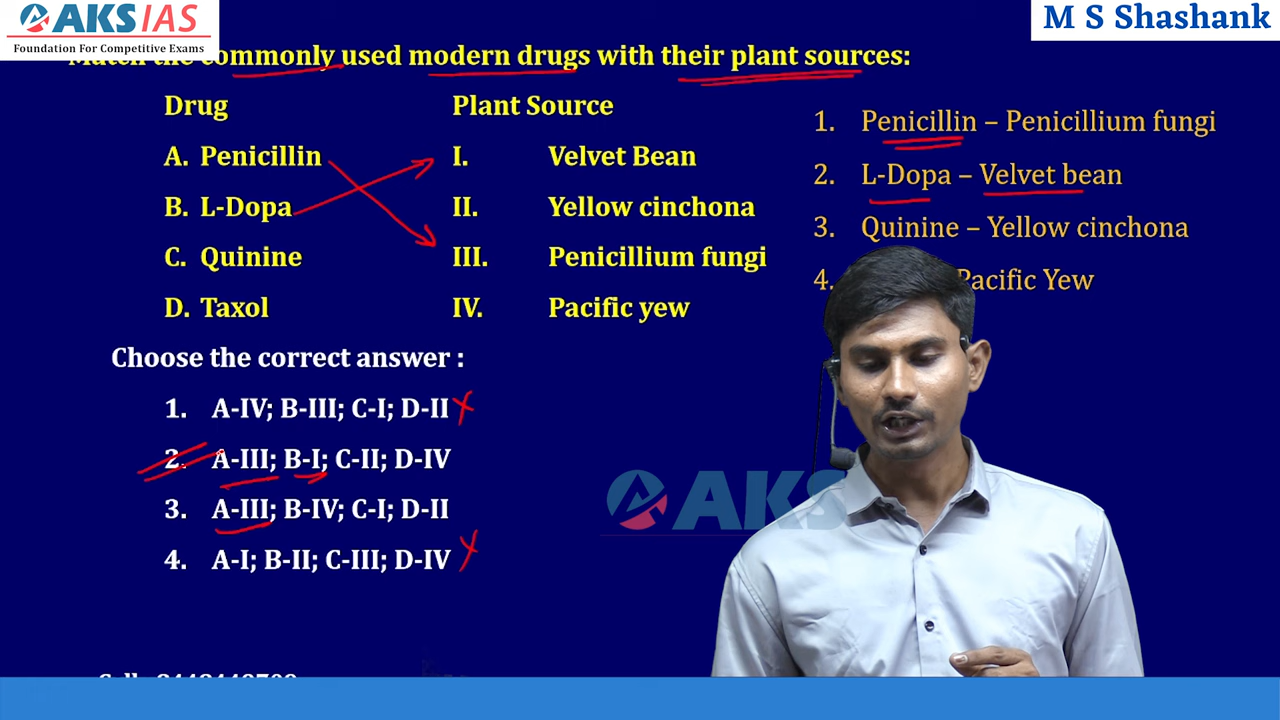 AKS IAS
Foundation For Competitive Exams
M S Shashank
Match the commonly used modern drugs with their plant sources:
Drug Plant Source
A. Penicillin I. Velvet Bean
B. L-Dopa II. Yellow cinchona
C. Quinine III. Penicillium fungi
D. Taxol IV. Pacific yew
1. Penicillin – Penicillium fungi
2. L-Dopa – Velvet bean
3. Quinine – Yellow cinchona
4. Pacific Yew
Choose the correct answer :
1. A-IV; B-III; C-I; D-II
2. A-III; B-I; C-II; D-IV
3. A-III; B-IV; C-I; D-II
4. A-I; B-II; C-III; D-IV
AKS